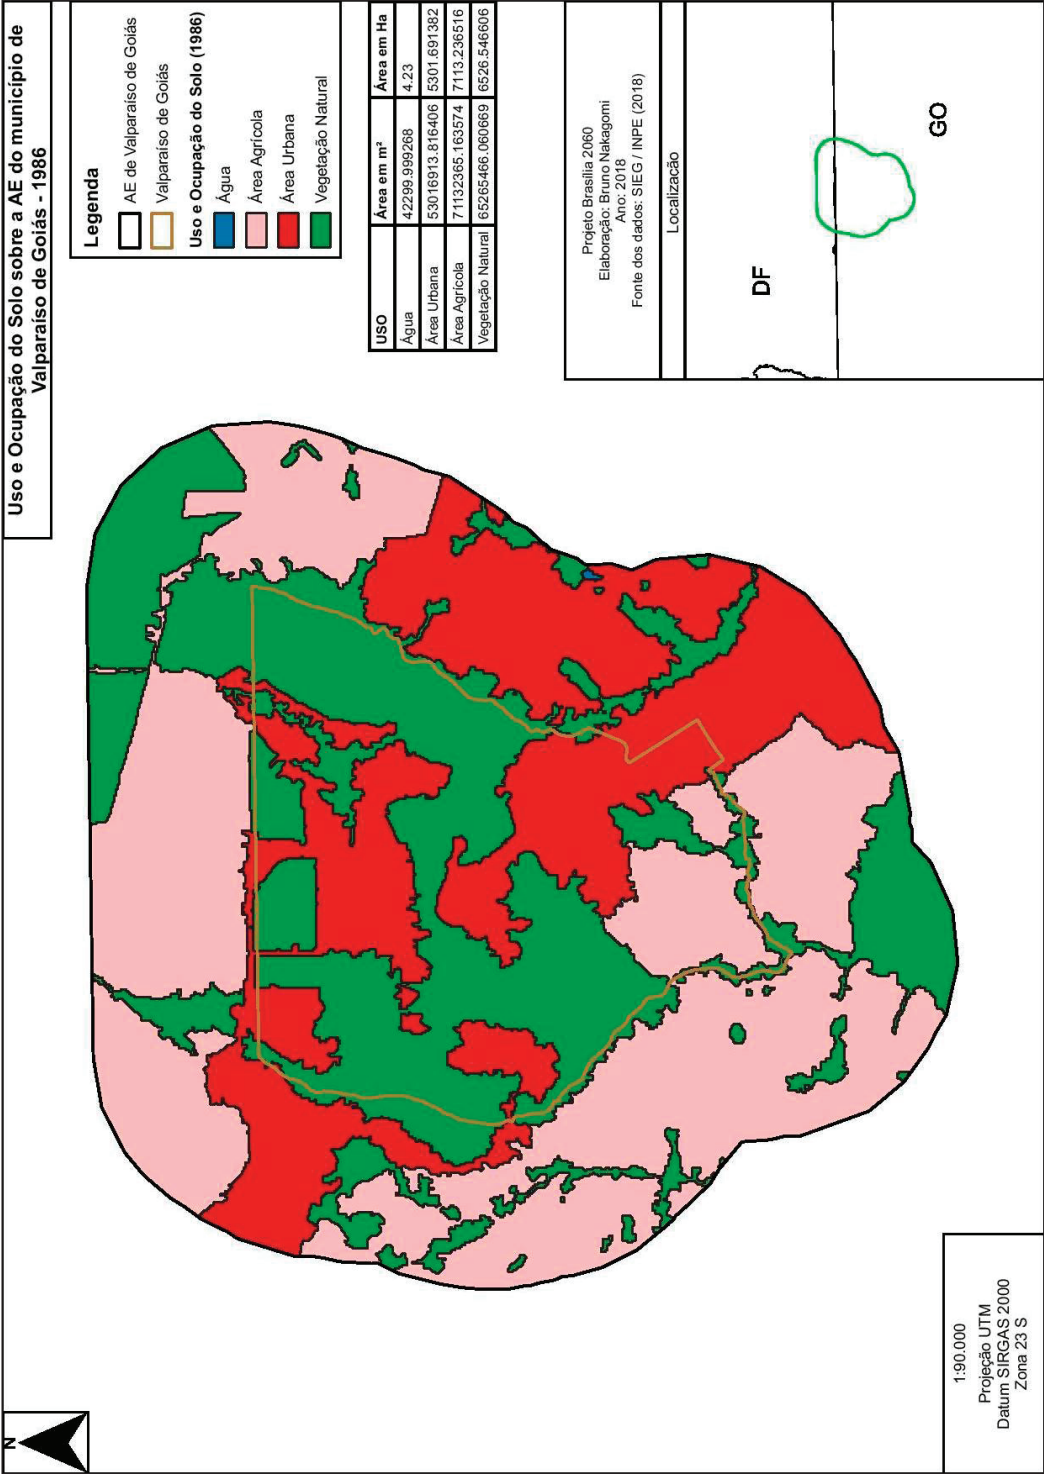 Uso e Ocupação do Solo sobre a AE do município de
Valparaíso de Goiás - 1986
N
Legenda
AE de Valparaíso de Goiás
Valparaíso de Goiás
Uso e Ocupação do Solo (1986)
Água
Área Agrícola
Área Urbana
Vegetação Natural
USO Área em m² Área em Ha
Água 42299.999268 4.23
Área Urbana 53016913.816406 5301.691382
Área Agrícola 71132365.163574 7113.236516
Vegetação Natural 65265466.060669 6526.546606
Projeto Brasília 2060
Elaboração: Bruno Nakagomi
Ano: 2018
Fonte dos dados: SIEG / INPE (2018)
Localização
DF
GO
1:90.000
Projeção UTM
Datum SIRGAS 2000
Zona 23 S